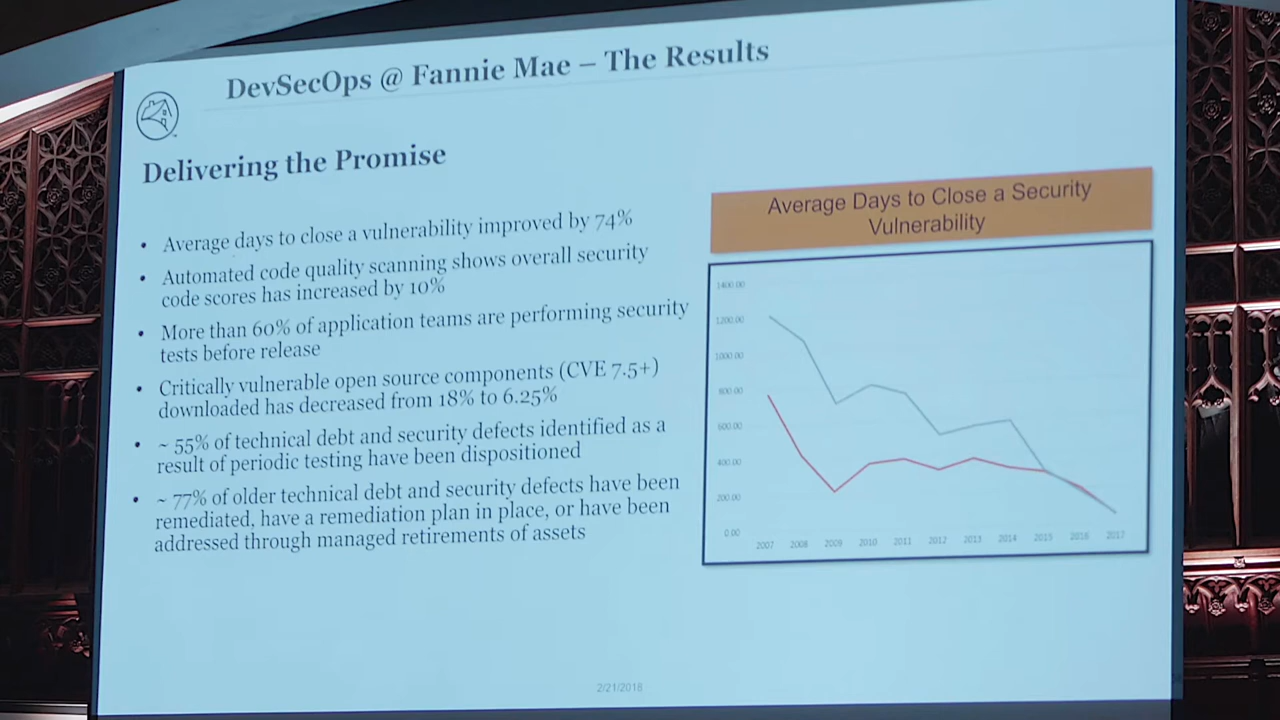 DevSecOps @ Fannie Mae – The Results
Delivering the Promise
• Average days to close a vulnerability improved by 74%
• Automated code quality scanning shows overall security
code scores has increased by 10%
• More than 60% of application teams are performing security
tests before release
• Critically vulnerable open source components (CVE 7.5+)
downloaded has decreased from 18% to 6.25%
• ~ 55% of technical debt and security defects identified as a
result of periodic testing have been dispositioned
• ~ 77% of older technical debt and security defects have been
remediated, have a remediation plan in place, or have been
addressed through managed retirements of assets
Average Days to Close a Security
Vulnerability
1400.00
1200.00
1000.00
800.00
600.00
400.00
200.00
0.00
2007 2008 2009 2010 2011 2012 2013 2014 2015 2016 2017
2/21/2018